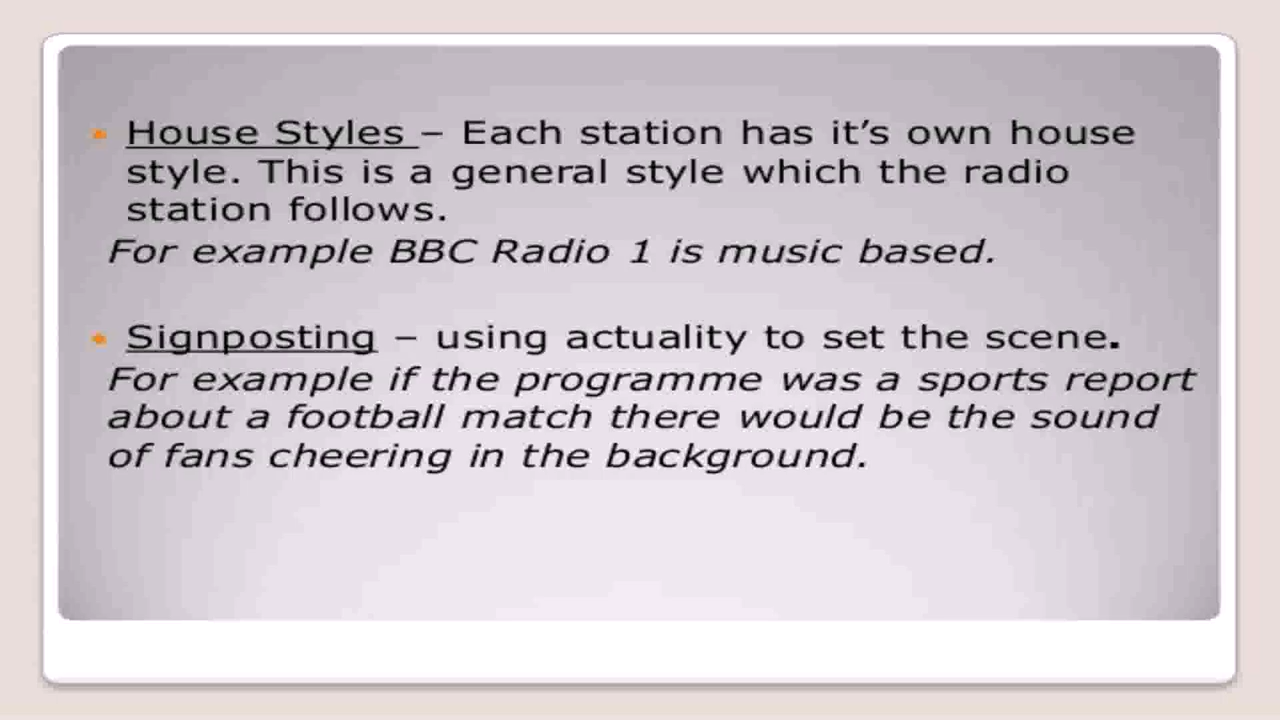 • House Styles – Each station has it’s own house
style. This is a general style which the radio
station follows.
For example BBC Radio 1 is music based.
• Signposting – using actuality to set the scene.
For example if the programme was a sports report
about a football match there would be the sound
of fans cheering in the background.